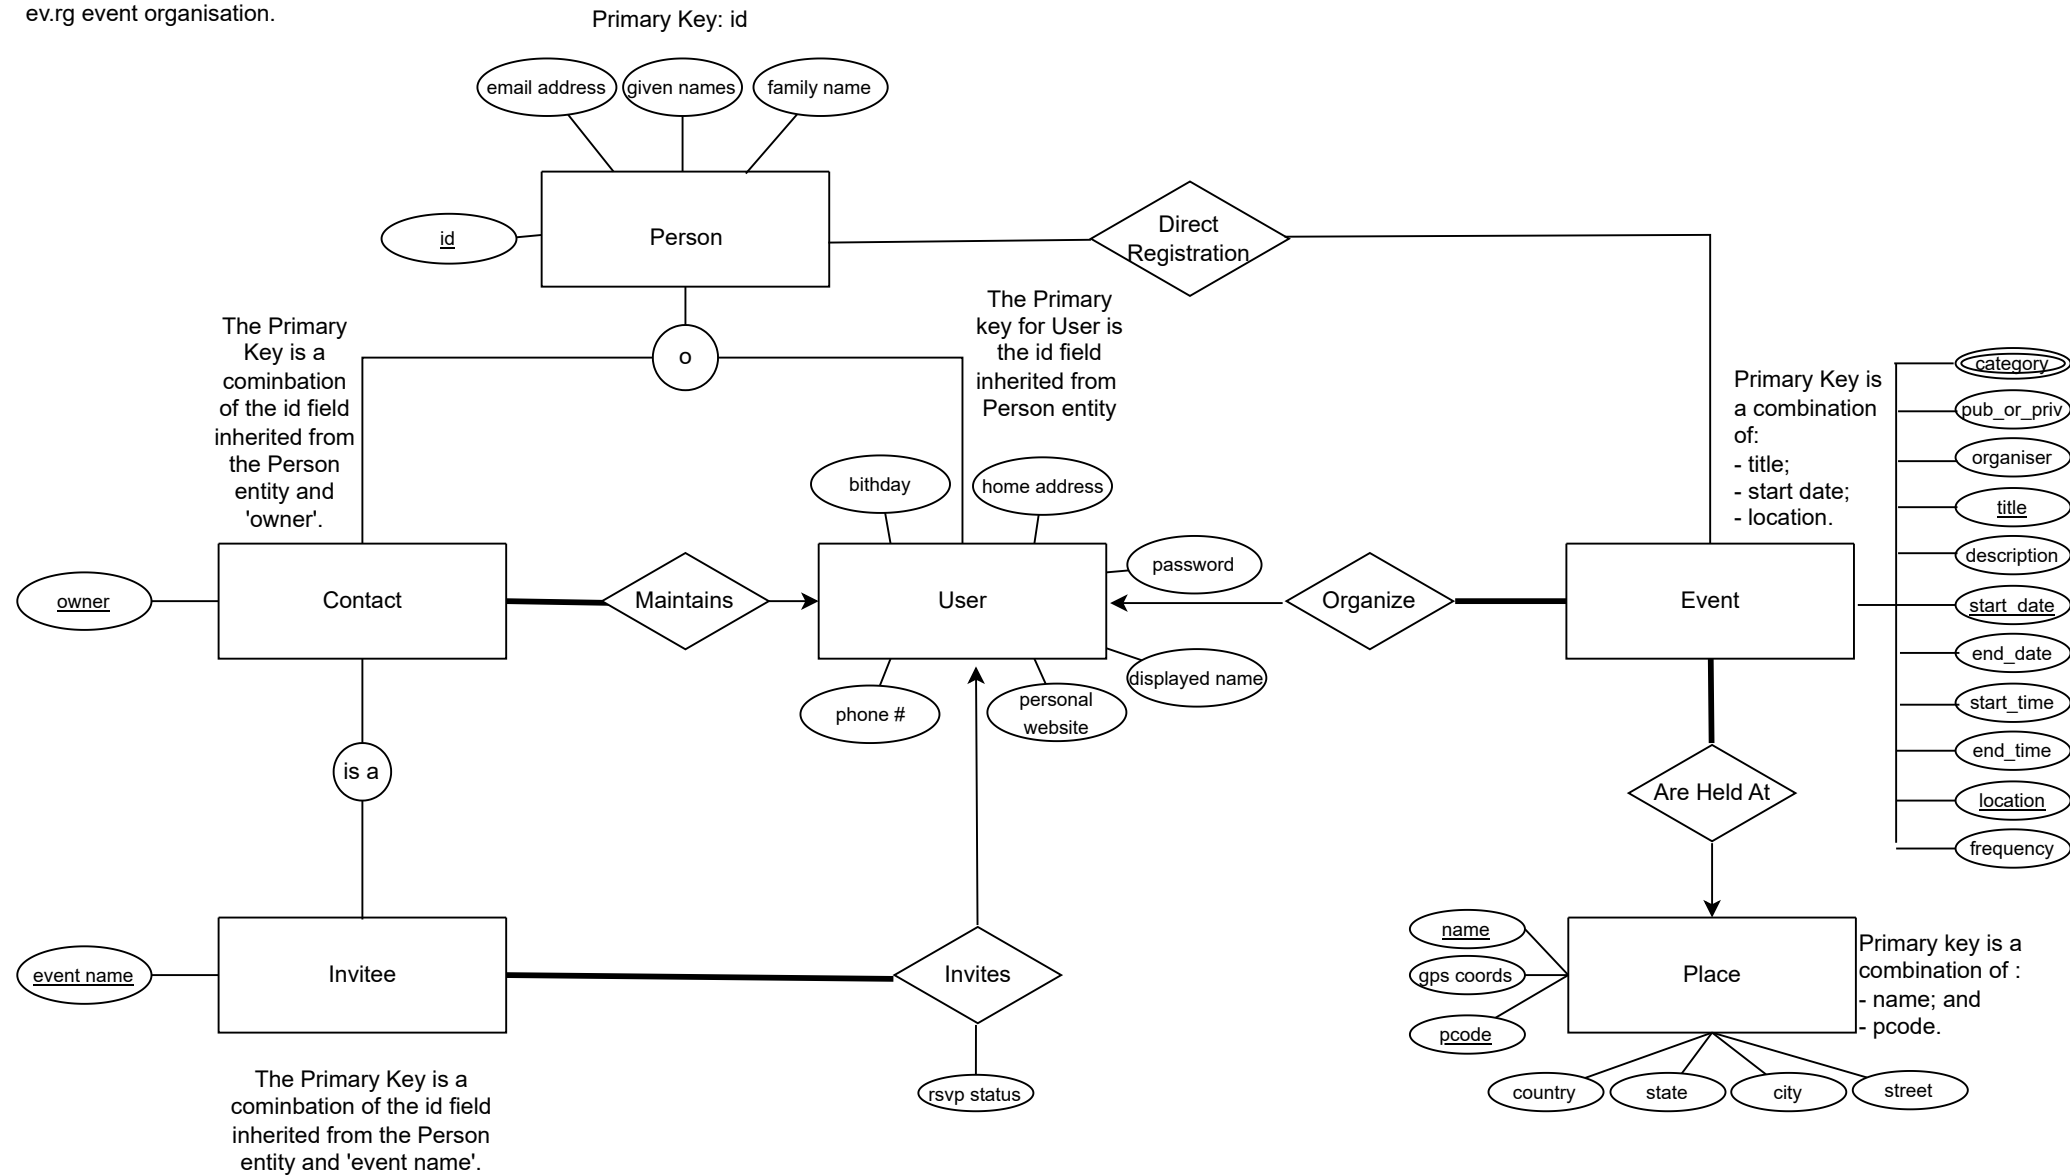 ev.rg event organisation.
Primary Key: id
email address
given names
family name
id
Person
Direct
Registration
The Primary
Key is a
cominbation
of the id field
inherited from
the Person
entity and
'owner'.
o
The Primary
key for User is
the id field
inherited from
Person entity
Primary Key is
a combination
of:
- title;
- start date;
- location.
category
pub_or_priv
organiser
title
description
start_date
end_date
start_time
end_time
location
frequency
bithday
home address
password
owner
Contact
Maintains
User
Organize
Event
displayed name
phone #
personal
website
is a
Are Held At
event name
Invitee
Invites
rsvp status
name
gps coords
pcode
Place
Primary key is a
combination of :
- name; and
- pcode.
country
state
city
street
The Primary Key is a
cominbation of the id field
inherited from the Person
entity and 'event name'.